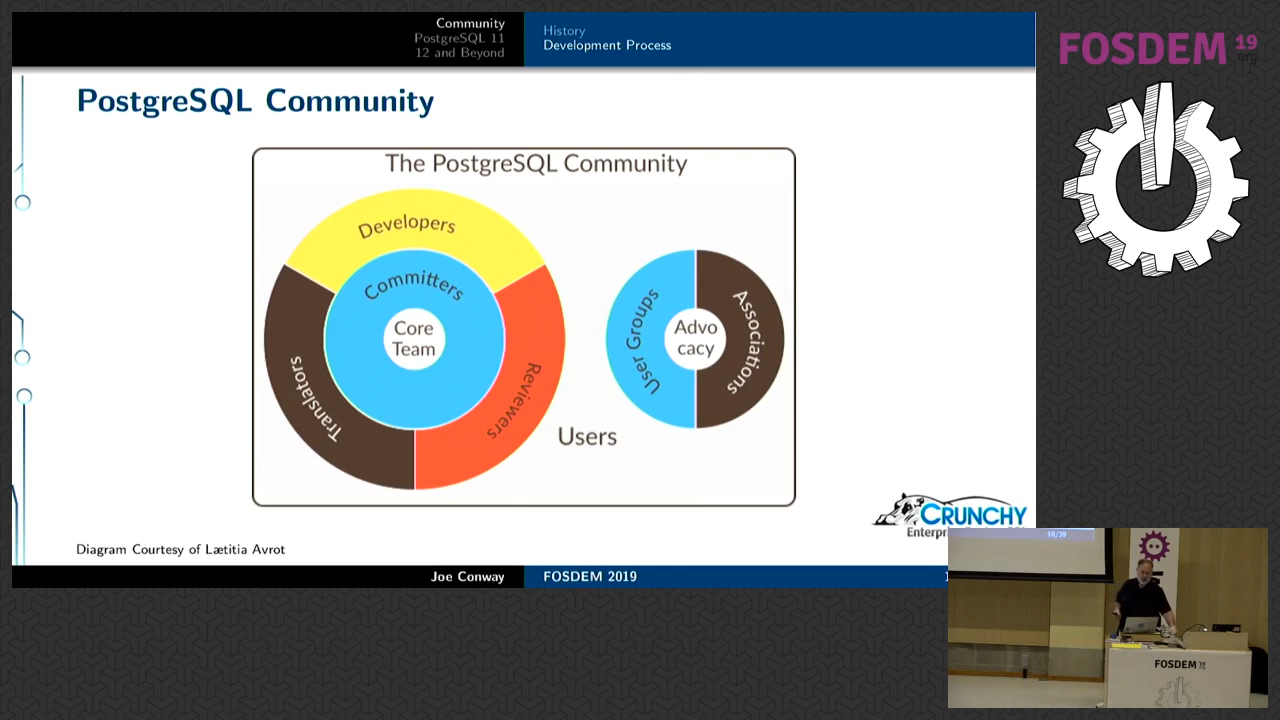 Community
PostgreSQL 11
12 and Beyond
History
Development Process
FOSDEM 19
.org
PostgreSQL Community
The PostgreSQL Community
Developers
Committers
Core
Team
Translators
Reviewers
User Groups
Advo
cacy
Associations
Users
CRUNCHY
Diagram Courtesy of Lætitia Avrot
Joe Conway
FOSDEM 2019
10/39
FOSDEM